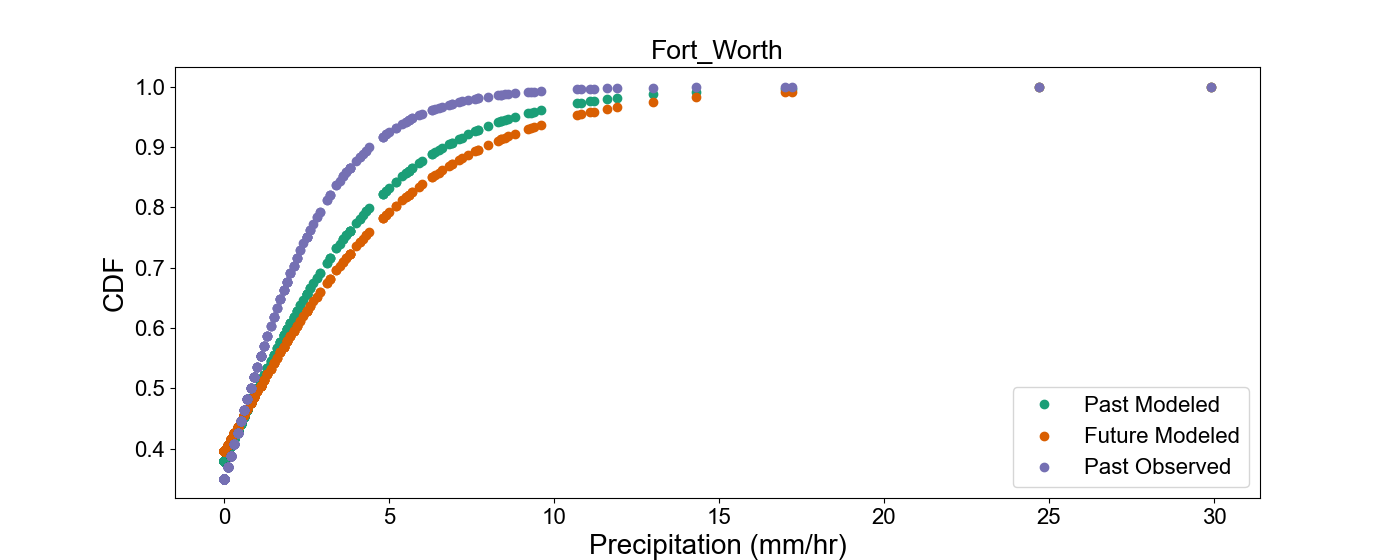 Fort_Worth
CDF
1.0
0.9
0.8
0.7
0.6
0.5
0.4
0 5 10 15 20 25 30
Precipitation (mm/hr)
Past Modeled
Future Modeled
Past Observed